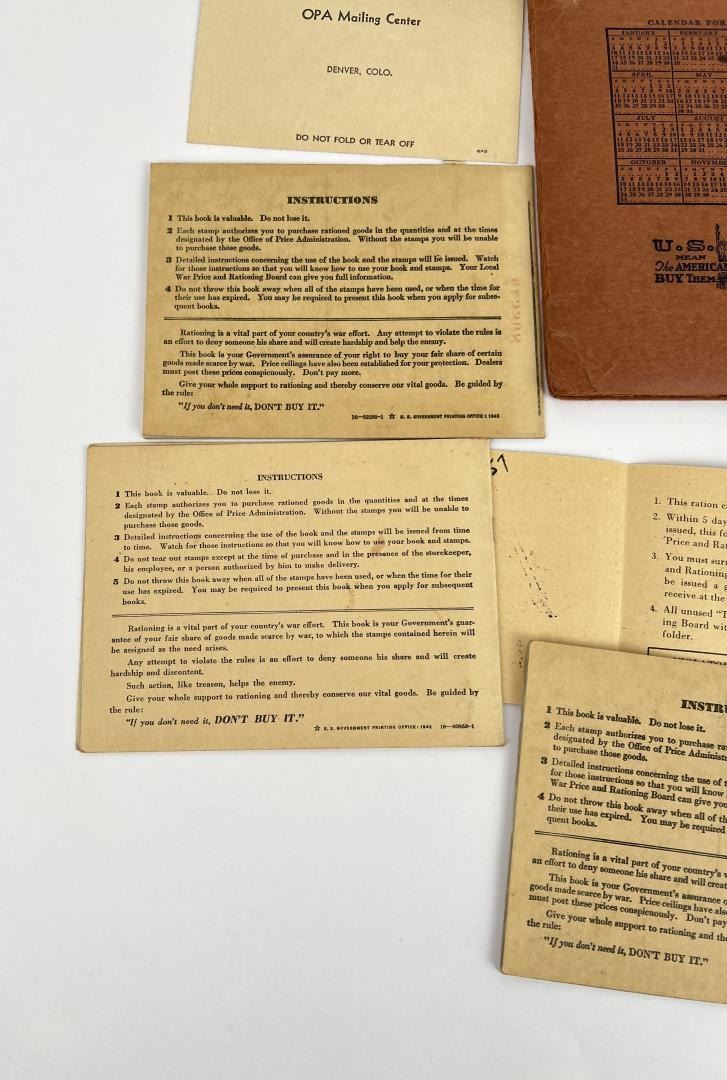 OPA Mailing Center
DENVER, COLO.
DO NOT FOLD OR TEAR OFF
GPO
CALENDAR FOR
JANUARY
FEBRUARY
APRIL
MAY
JULY
AUGUST
OCTOBER
NOVEMBER
U.S.
MEAN
The AMERICAN
BUY THEM
INSTRUCTIONS
1 This book is valuable. Do not lose it.
2 Each stamp authorizes you to purchase rationed goods in the quantities and at the times
designated by the Office of Price Administration. Without the stamps you will be unable
to purchase those goods.
3 Detailed instructions concerning the use of the book and the stamps will be issued. Watch
for those instructions so that you will know how to use your book and stamps. Your Local
War Price and Rationing Board can give you full information.
4 Do not throw this book away when all of the stamps have been used, or when the time for
their use has expired. You may be required to present this book when you apply for subse-
quent books.
Rationing is a vital part of your country's war effort. Any attempt to violate the rules is
an effort to deny someone his share and will create hardship and help the enemy.
This book is your Government's assurance of your right to buy your fair share of certain
goods made scarce by war. Price ceilings have also been established for your protection. Dealers
must post these prices conspicuously. Don't pay more.
Give your whole support to rationing and thereby conserve our vital goods. Be guided by
the rule:
"If you don't need it, DON'T BUY IT."
16—32299-1 ☆ U. S. GOVERNMENT PRINTING OFFICE : 1943
INSTRUCTIONS
1 This book is valuable. Do not lose it.
2 Each stamp authorizes you to purchase rationed goods in the quantities and at the times
designated by the Office of Price Administration. Without the stamps you will be unable to
purchase those goods.
3 Detailed instructions concerning the use of the book and the stamps will be issued from time
to time. Watch for those instructions so that you will know how to use your book and stamps.
4 Do not tear out stamps except at the time of purchase and in the presence of the storekeeper,
his employee, or a person authorized by him to make delivery.
5 Do not throw this book away when all of the stamps have been used, or when the time for their
use has expired. You may be required to present this book when you apply for subsequent
books.
Rationing is a vital part of your country's war effort. This book is your Government's guar-
antee of your fair share of goods made scarce by war, to which the stamps contained herein will
be assigned as the need arises.
Any attempt to violate the rules is an effort to deny someone his share and will create
hardship and discontent.
Such action, like treason, helps the enemy.
Give your whole support to rationing and thereby conserve our vital goods. Be guided by
the rule:
"If you don't need it, DON'T BUY IT."
☆ U. S. GOVERNMENT PRINTING OFFICE : 1942 16—30853-1
1. This ration c
2. Within 5 day
issued, this fo
Price and Rat
3. You must surr
and Rationing
be issued a g
receive at the
4. All unused "T
ing Board wit
folder.
INSTRU
1 This book is valuable. Do not lose it.
2 Each stamp authorizes you to purchase ra
designated by the Office of Price Administra
to purchase those goods.
3 Detailed instructions concerning the use of t
for those instructions so that you will know
War Price and Rationing Board can give you
4 Do not throw this book away when all of th
their use has expired. You may be required
quent books.
Rationing is a vital part of your country's w
an effort to deny someone his share and will creat
This book is your Government's assurance o
goods made scarce by war. Price ceilings have als
must post these prices conspicuously. Don't pay
Give your whole support to rationing and the
the rule:
"If you don't need it, DON'T BUY IT."